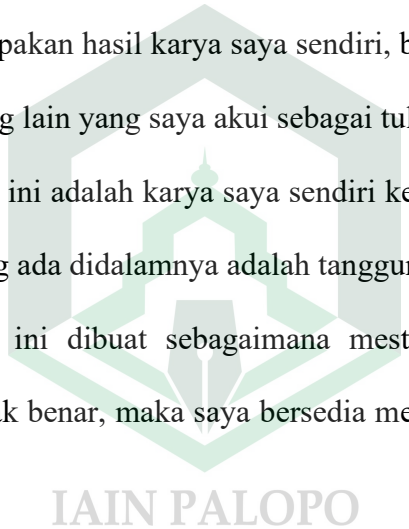 pakan hasil karya saya sendiri, b
g lain yang saya akui sebagai tul
ini adalah karya saya sendiri ke
g ada didalamnya adalah tanggun
ini dibuat sebagaimana mest
ak benar, maka saya bersedia me
IAIN PALOPO